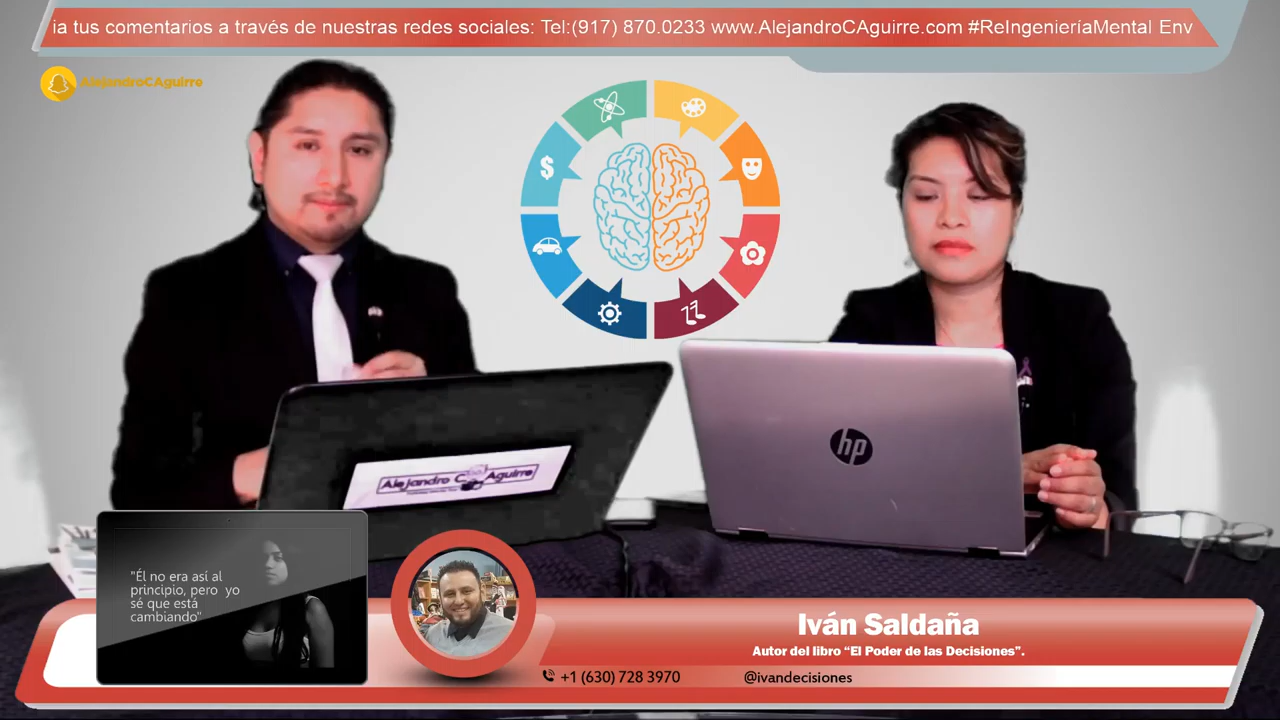 ia tus comentarios a través de nuestras redes sociales: Tel:(917) 870.0233 www.AlejandroCAguirre.com #ReIngenieríaMental Env
AlejandroCAguirre
$
hp
Alejandro C. Aguirre
"Él no era así al
principio, pero yo
sé que está
cambiando"
Iván Saldaña
Autor del libro “El Poder de las Decisiones”.
+1 (630) 728 3970
@ivandecisiones